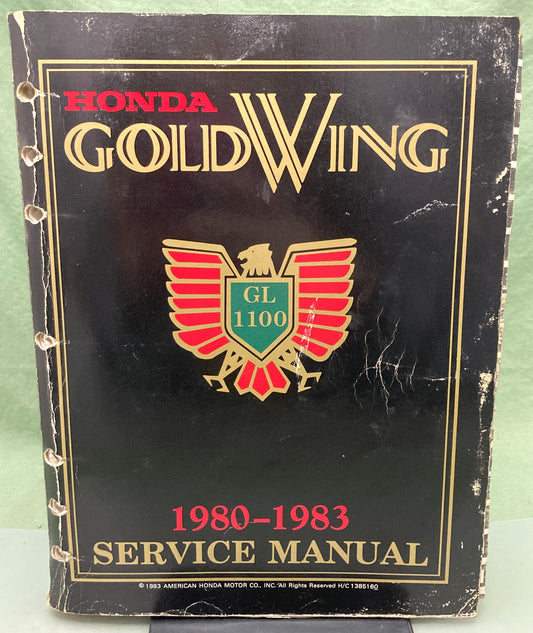 HONDA
GOLDWING
GL
1100
1980-1983
SERVICE MANUAL
© 1983 AMERICAN HONDA MOTOR CO., INC. All Rights Reserved H/C 1385160